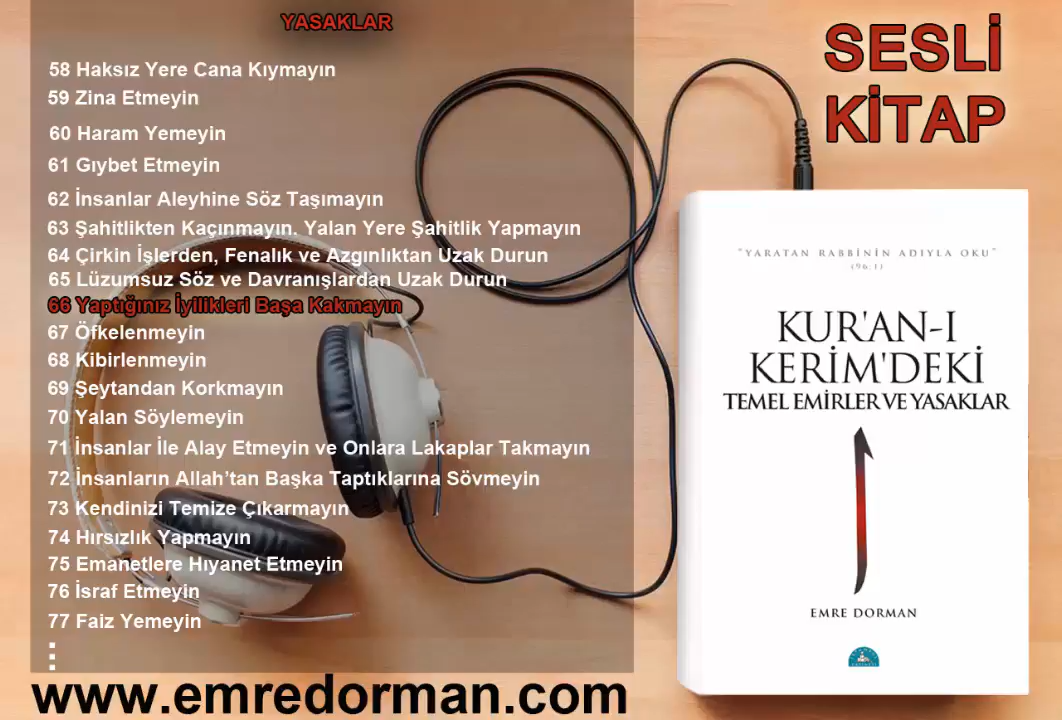 YASAKLAR
58 Haksız Yere Cana Kıymayın
59 Zina Etmeyin
60 Haram Yemeyin
61 Gıybet Etmeyin
62 İnsanlar Aleyhine Söz Taşımayın
63 Şahitlikten Kaçınmayın. Yalan Yere Şahitlik Yapmayın
64 Çirkin İşlerden, Fenalık ve Azgınlıktan Uzak Durun
65 Lüzumsuz Söz ve Davranışlardan Uzak Durun
66 Yaptığınız İyilikleri Başa Kakmayın
67 Öfkelenmeyin
68 Kibirlenmeyin
69 Şeytandan Korkmayın
70 Yalan Söylemeyin
71 İnsanlar İle Alay Etmeyin ve Onlara Lakaplar Takmayın
72 İnsanların Allah’tan Başka Taptıklarına Sövmeyin
73 Kendinizi Temize Çıkarmayın
74 Hırsızlık Yapmayın
75 Emanetlere Hıyanet Etmeyin
76 İsraf Etmeyin
77 Faiz Yemeyin
www.emredorman.com
SESLİ
KİTAP
"YARATAN RABBİNİN ADIYLA OKU"
(96:1)
KUR'AN-I
KERİM'DEKİ
TEMEL EMİRLER VE YASAKLAR
EMRE DORMAN